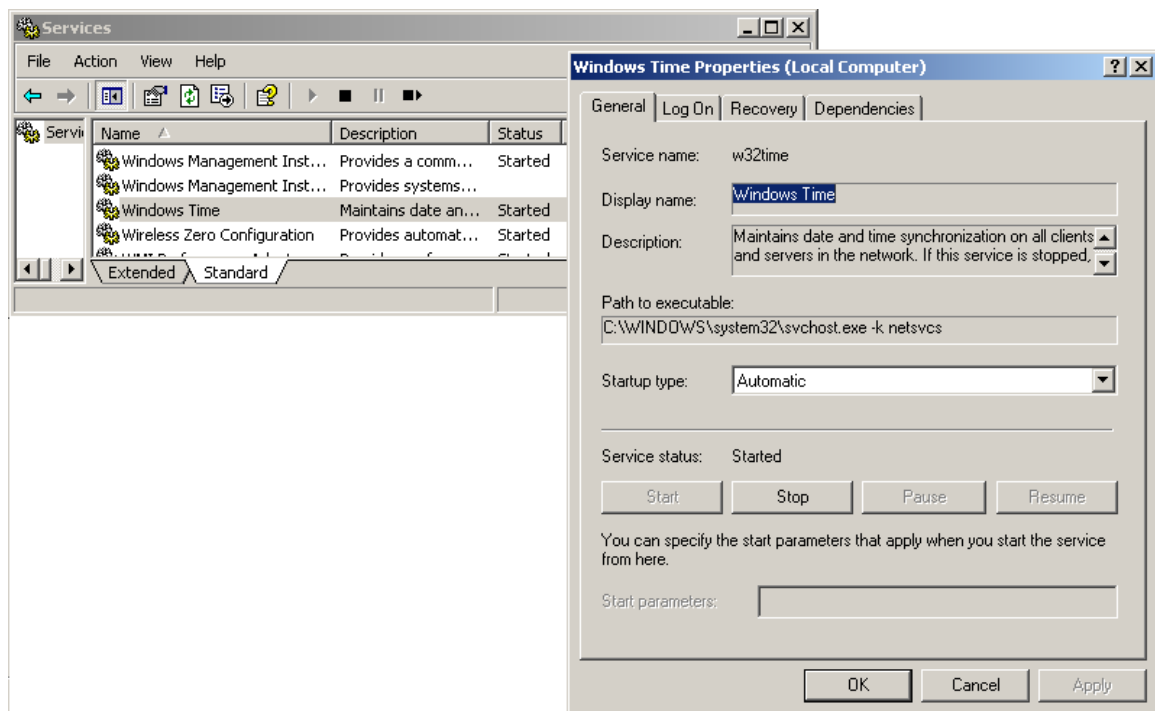 Services
File Action View Help
Servi
Name Description Status
Windows Management Inst... Provides a comm... Started
Windows Management Inst... Provides systems...
Windows Time Maintains date an... Started
Wireless Zero Configuration Provides automat... Started
Extended Standard
Windows Time Properties (Local Computer)
General Log On Recovery Dependencies
Service name: w32time
Display name: Windows Time
Description: Maintains date and time synchronization on all clients
and servers in the network. If this service is stopped,
Path to executable:
C:\WINDOWS\system32\svchost.exe -k netsvcs
Startup type: Automatic
Service status: Started
Start Stop Pause Resume
You can specify the start parameters that apply when you start the service
from here.
Start parameters:
OK Cancel Apply